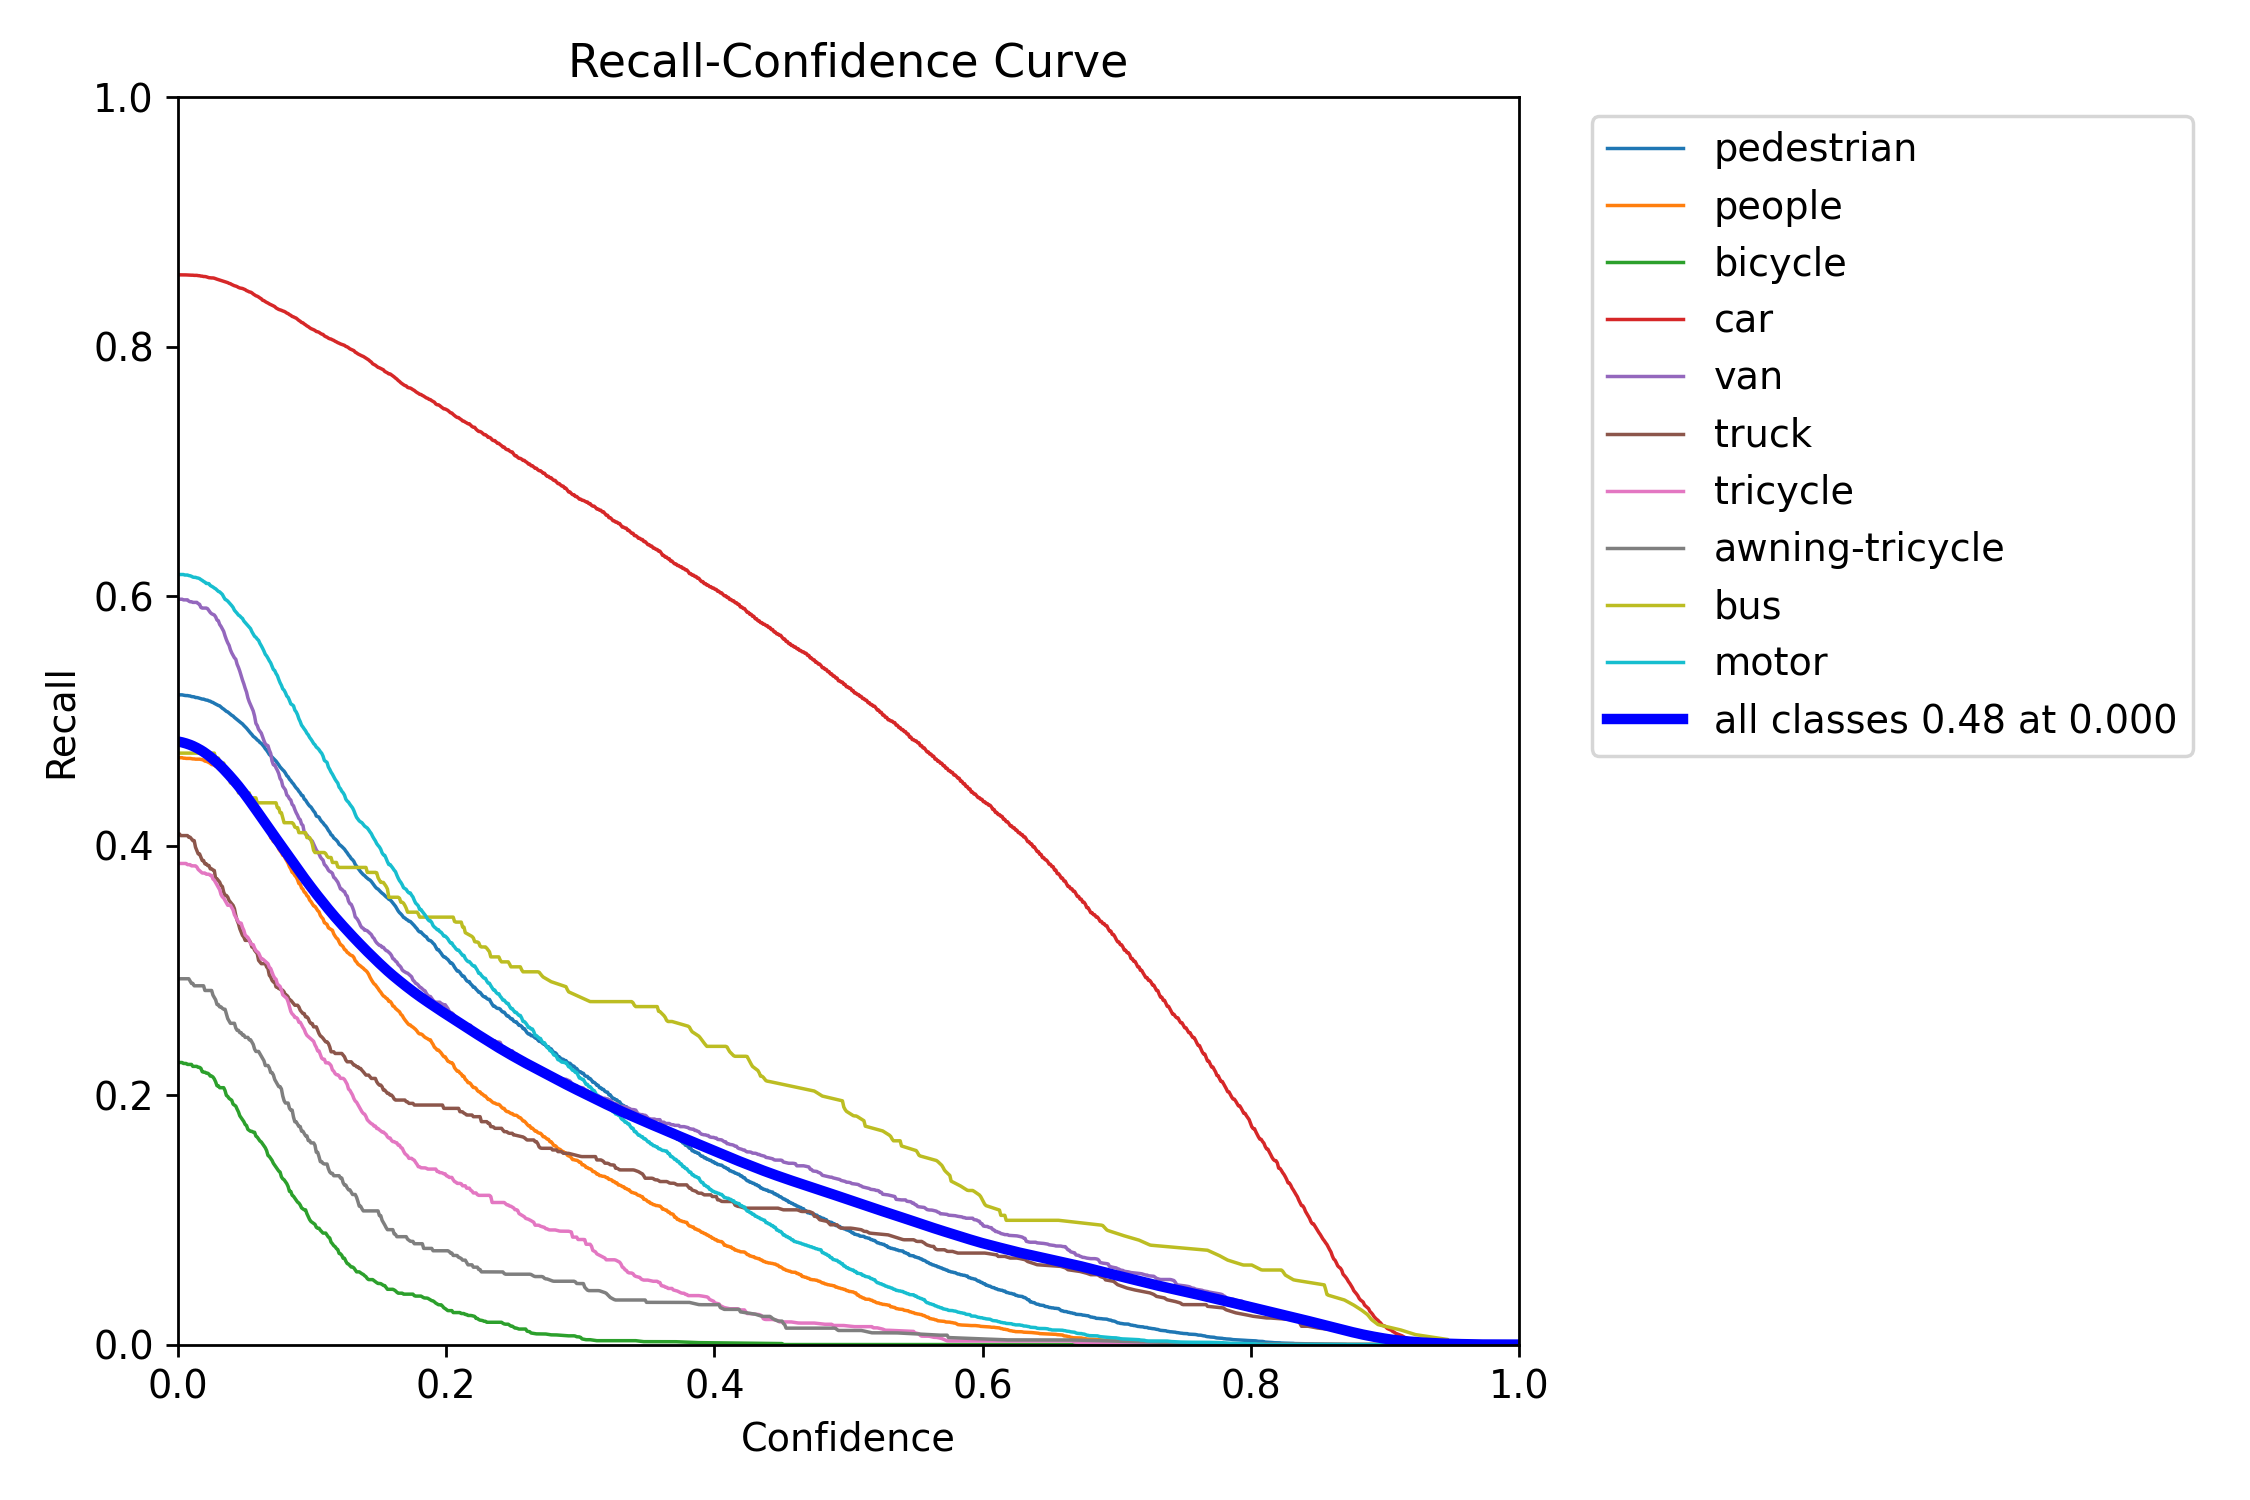 Recall-Confidence Curve
1.0
0.8
0.6
0.4
0.2
0.0
Recall
0.0 0.2 0.4 0.6 0.8 1.0
Confidence
pedestrian
people
bicycle
car
van
truck
tricycle
awning-tricycle
bus
motor
all classes 0.48 at 0.000